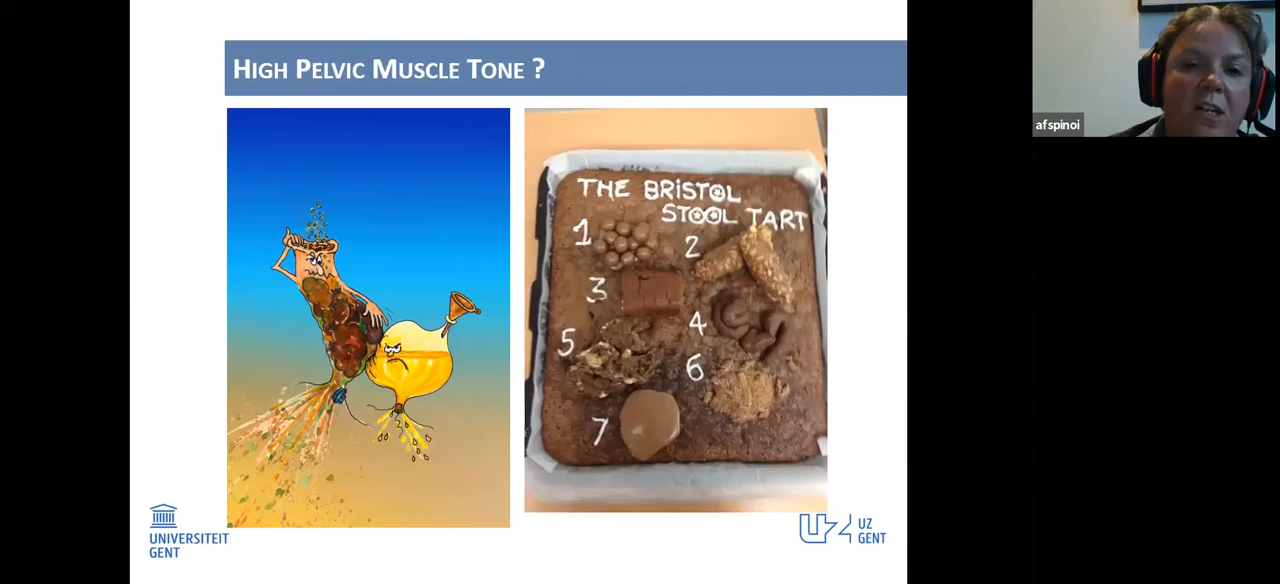 HIGH PELVIC MUSCLE TONE ?
afspinoi
THE BRISTOL
STOOL TART
1
2
3
4
5
6
7
UNIVERSITEIT
GENT
UZ
GENT